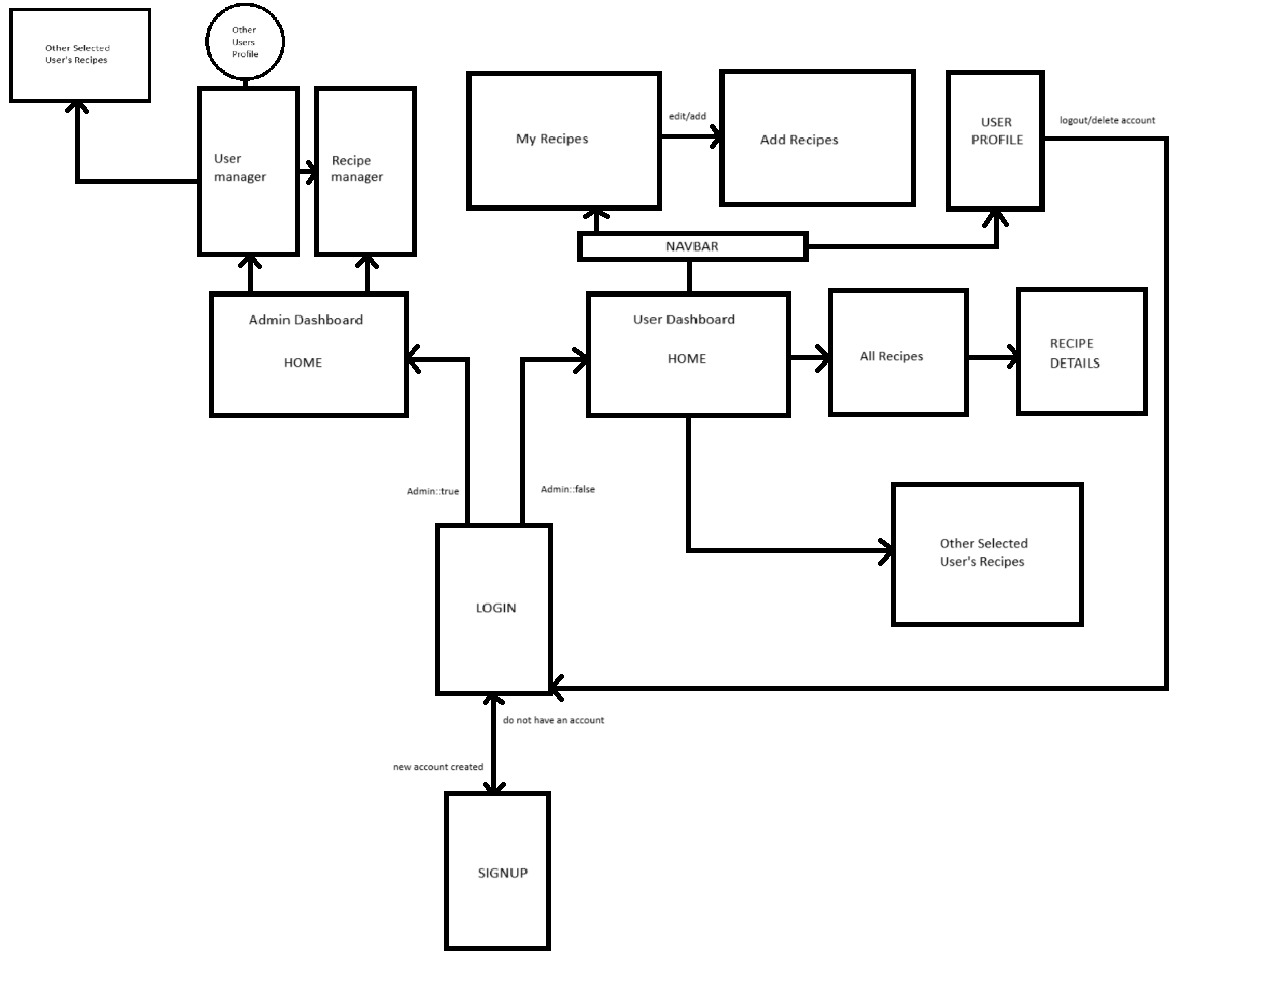 Other Selected
User's Recipes
Other
Users
Profile
User
manager
Recipe
manager
My Recipes
edit/add
Add Recipes
USER
PROFILE
logout/delete account
NAVBAR
Admin Dashboard
HOME
User Dashboard
HOME
All Recipes
RECIPE
DETAILS
Admin::true
Admin::false
Other Selected
User's Recipes
LOGIN
do not have an account
new account created
SIGNUP